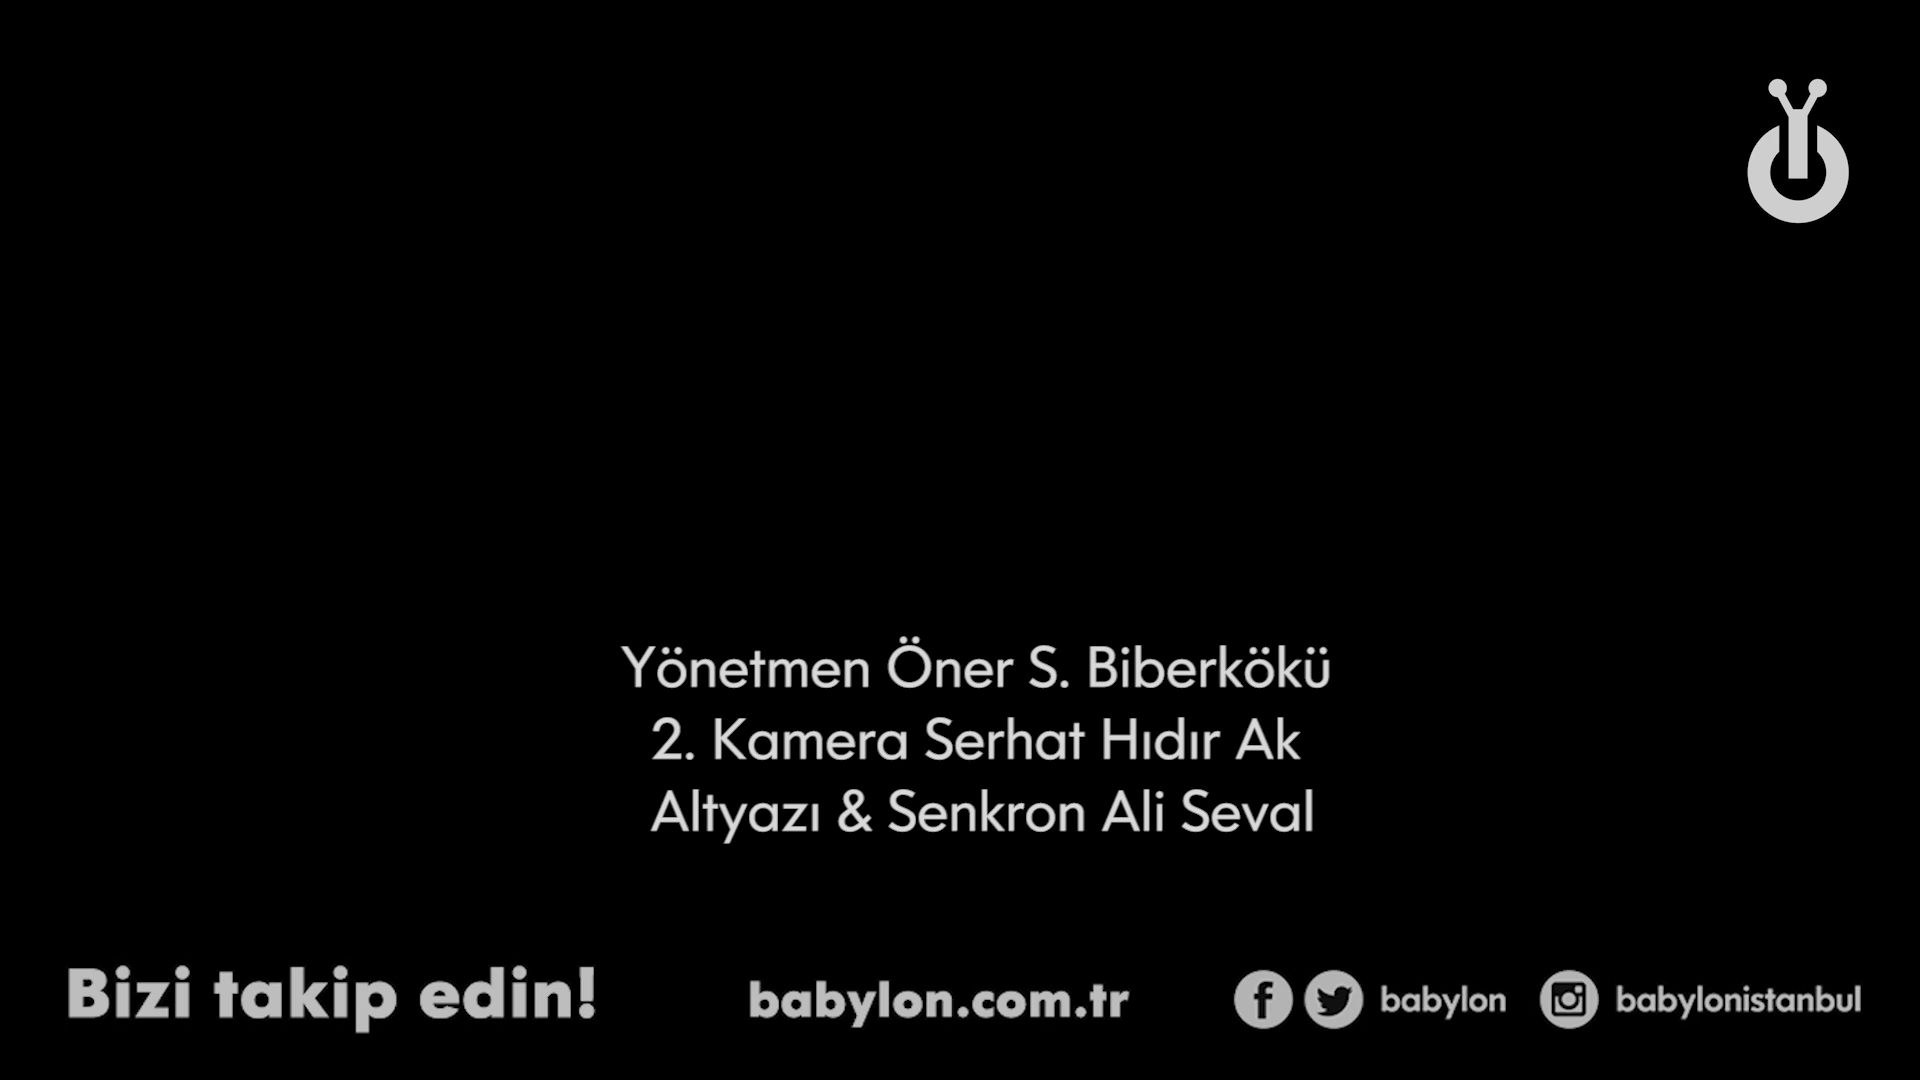 Yönetmen Öner S. Biberkökü
2. Kamera Serhat Hıdır Ak
Altyazı & Senkron Ali Seval
Bizi takip edin!
babylon.com.tr
babylon
babylonistanbul